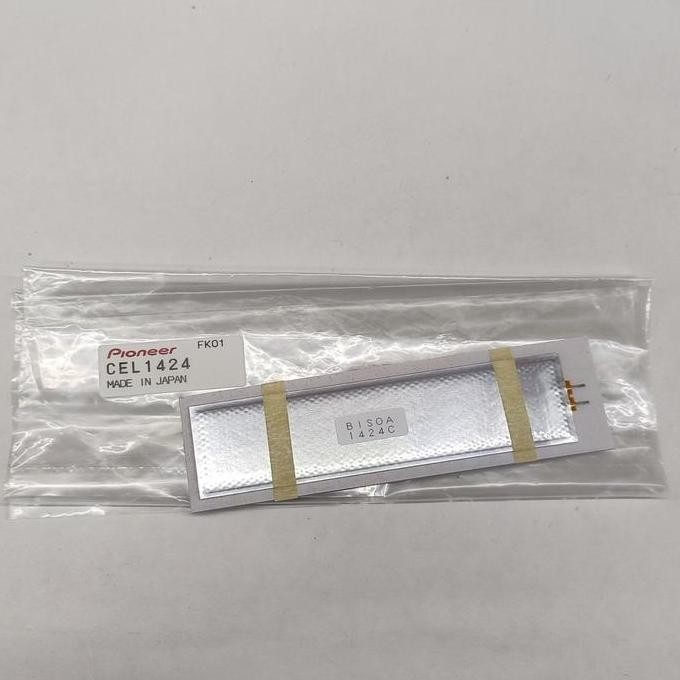 Pioneer FK01
CEL1424
MADE IN JAPAN
BISOA
1424C